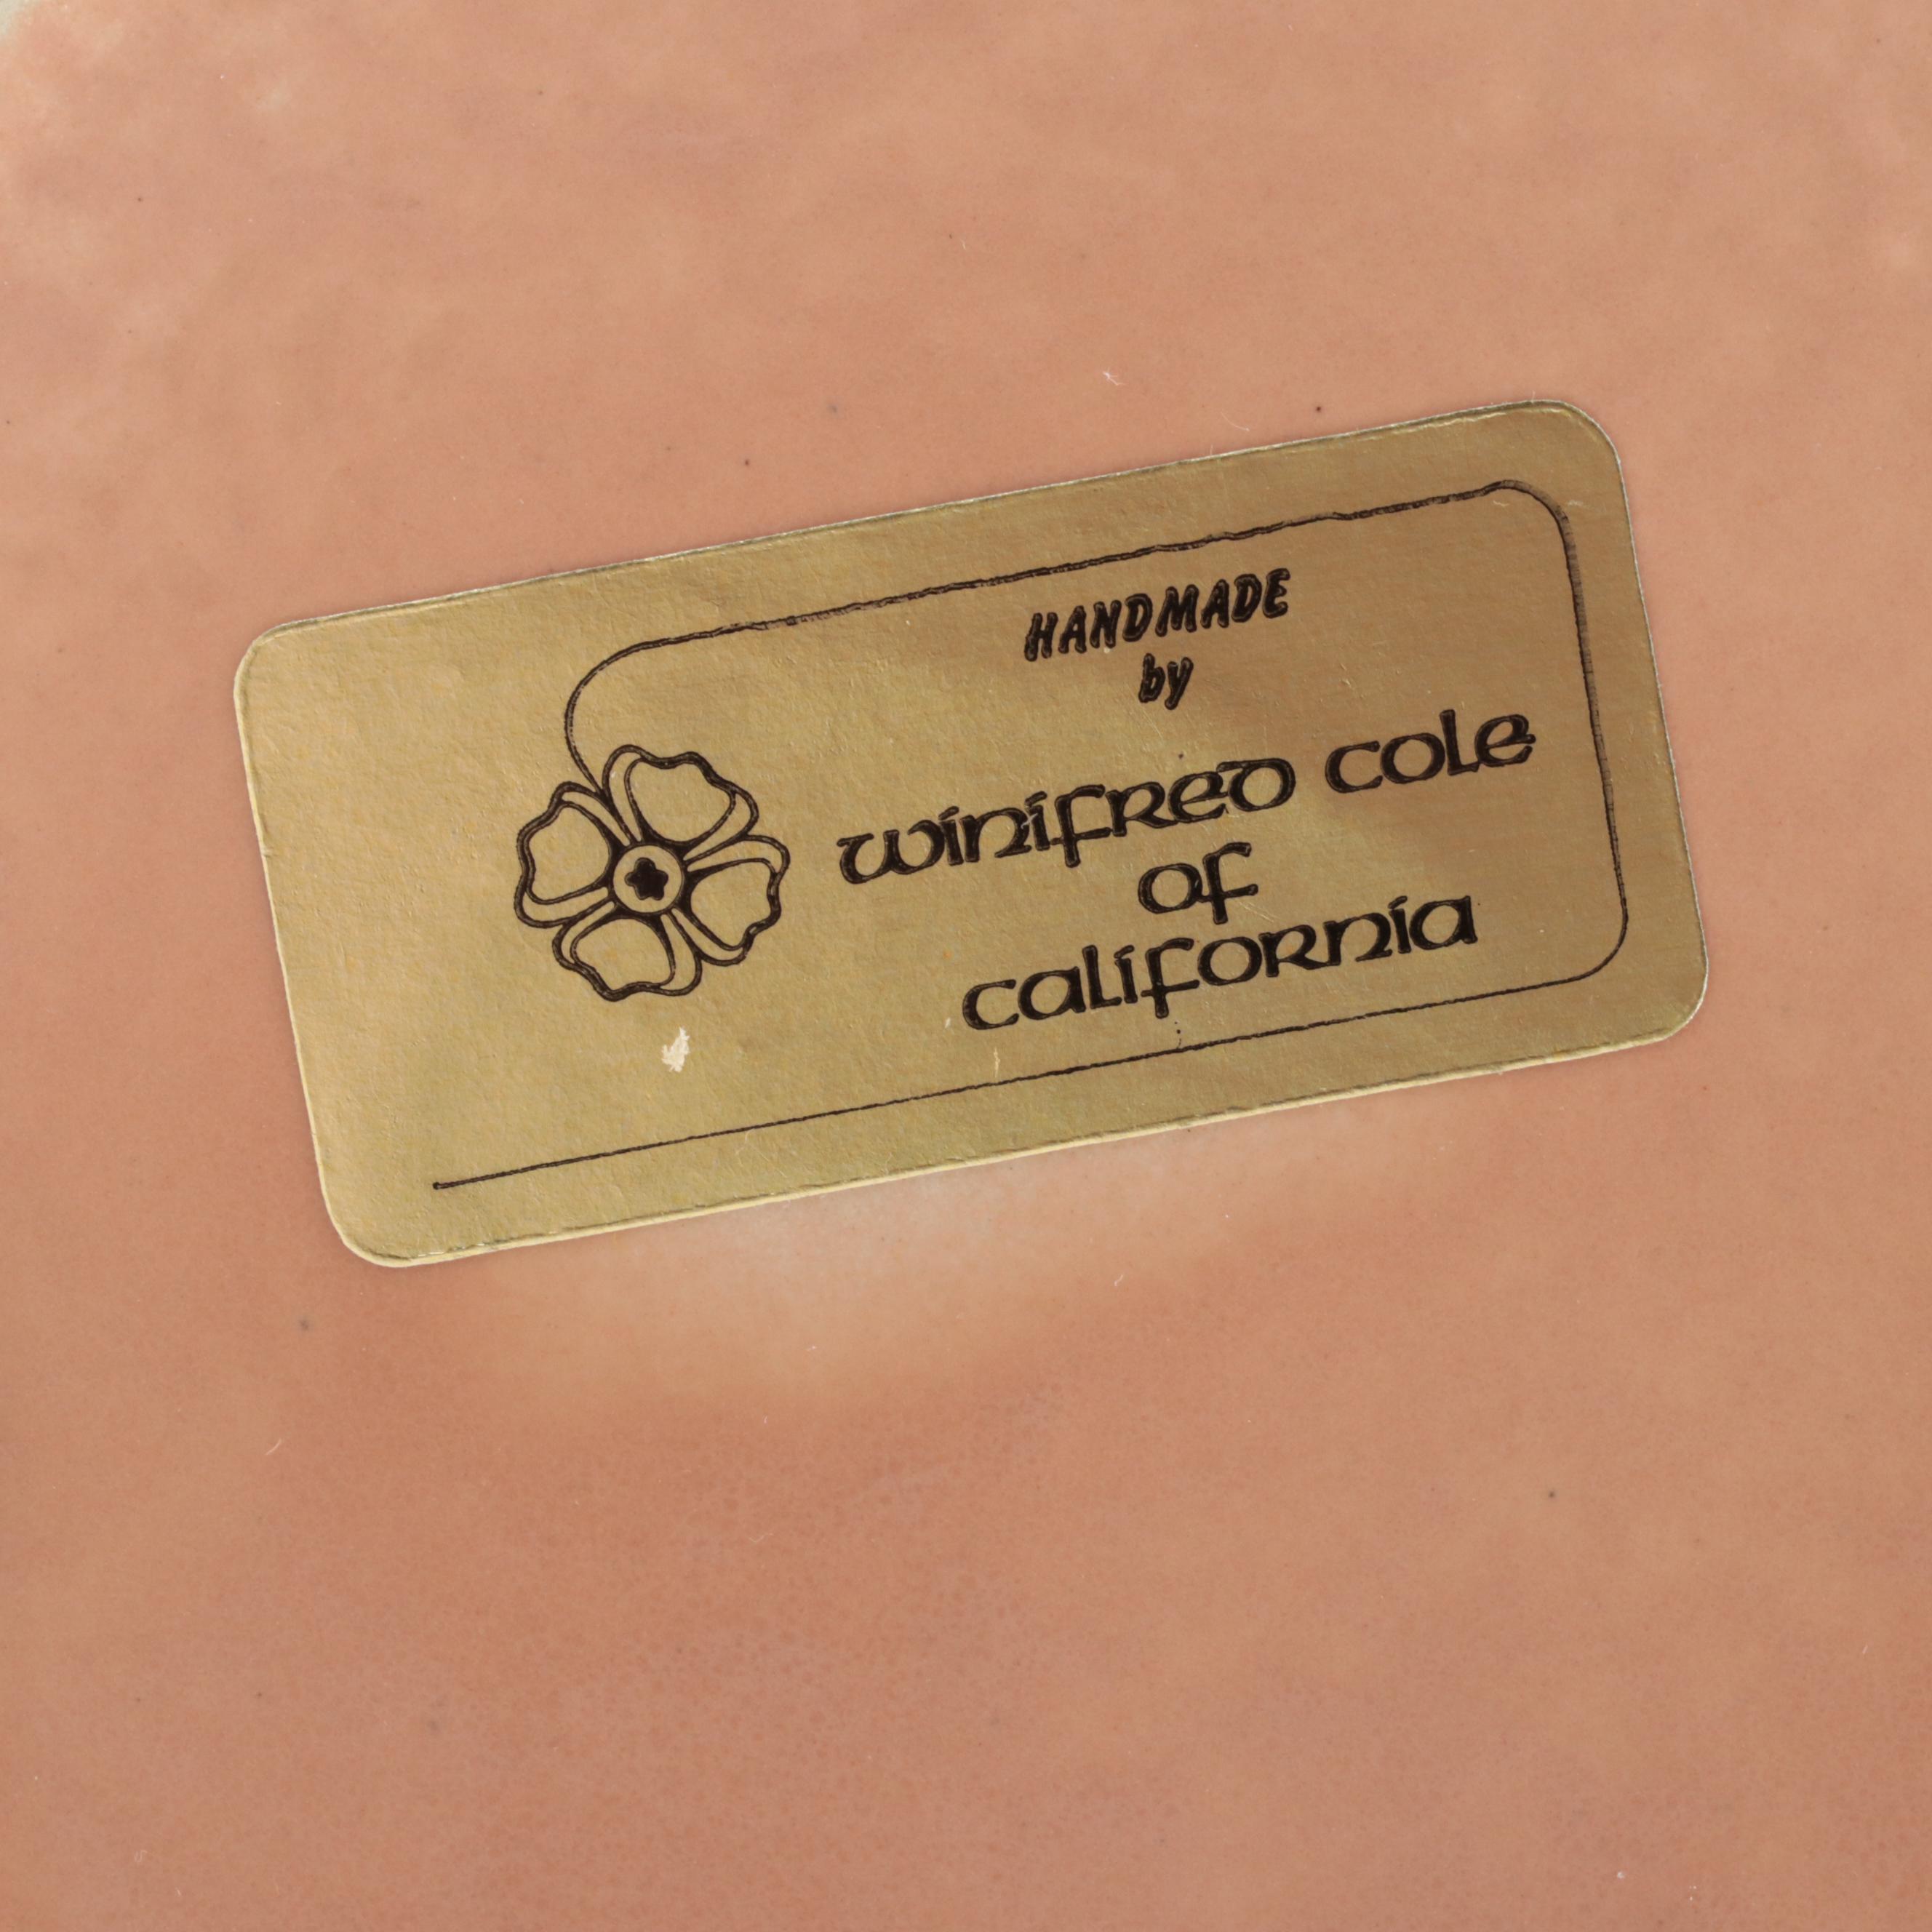 HANDMADE
by
winifred cole
of
california